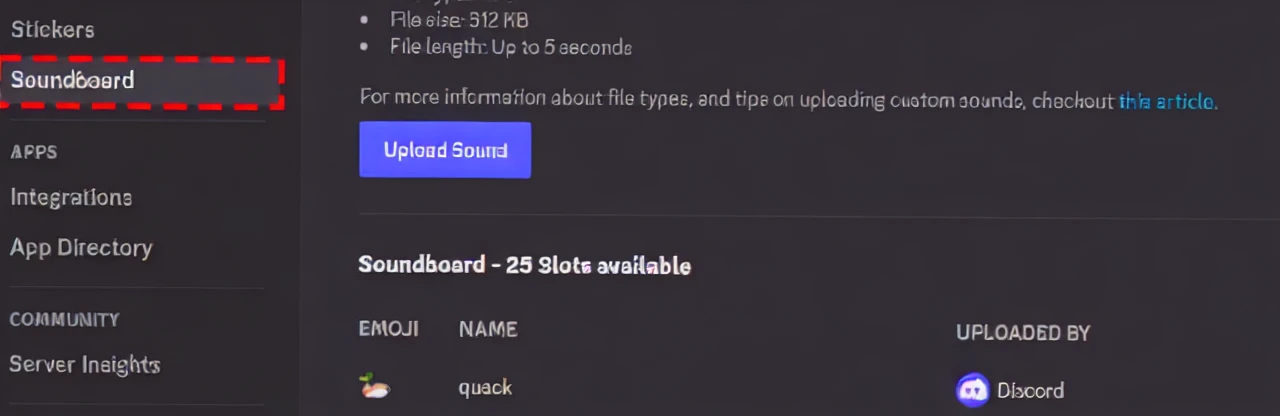 Stickers
Soundboard
APPS
Integrations
App Directory
COMMUNITY
Server Insights
File size: 512 KB
File length: Up to 5 seconds
For more information about file types, and tips on uploading custom sounds, checkout this article.
Upload Sound
Soundboard - 25 Slots available
EMOJI NAME UPLOADED BY
quack Discord